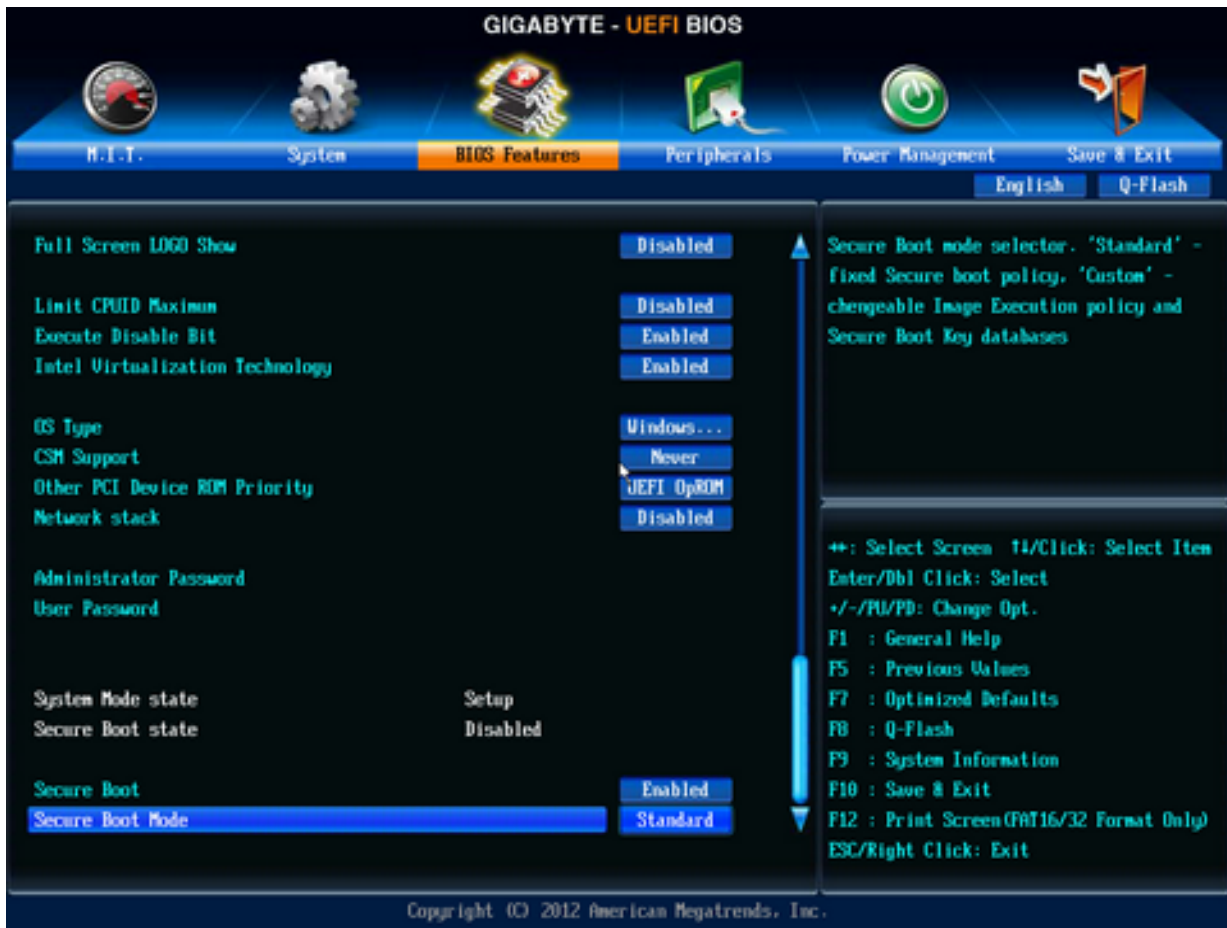 GIGABYTE - UEFI BIOS
M.I.T. System BIOS Features Peripherals Power Management Save & Exit
English Q-Flash
Full Screen LOGO Show Disabled
Limit CPUID Maximum Disabled
Execute Disable Bit Enabled
Intel Virtualization Technology Enabled
OS Type Windows...
CSM Support Never
Other PCI Device ROM Priority UEFI OpROM
Network stack Disabled
Administrator Password
User Password
System Mode state Setup
Secure Boot state Disabled
Secure Boot Enabled
Secure Boot Mode Standard
Secure Boot mode selector. 'Standard' -
fixed Secure boot policy, 'Custom' -
chengeable Image Execution policy and
Secure Boot Key databases
↔: Select Screen ↑↓/Click: Select Item
Enter/Dbl Click: Select
+/-/PU/PD: Change Opt.
F1 : General Help
F5 : Previous Values
F7 : Optimized Defaults
F8 : Q-Flash
F9 : System Information
F10 : Save & Exit
F12 : Print Screen(FAT16/32 Format Only)
ESC/Right Click: Exit
Copyright (C) 2012 American Megatrends, Inc.